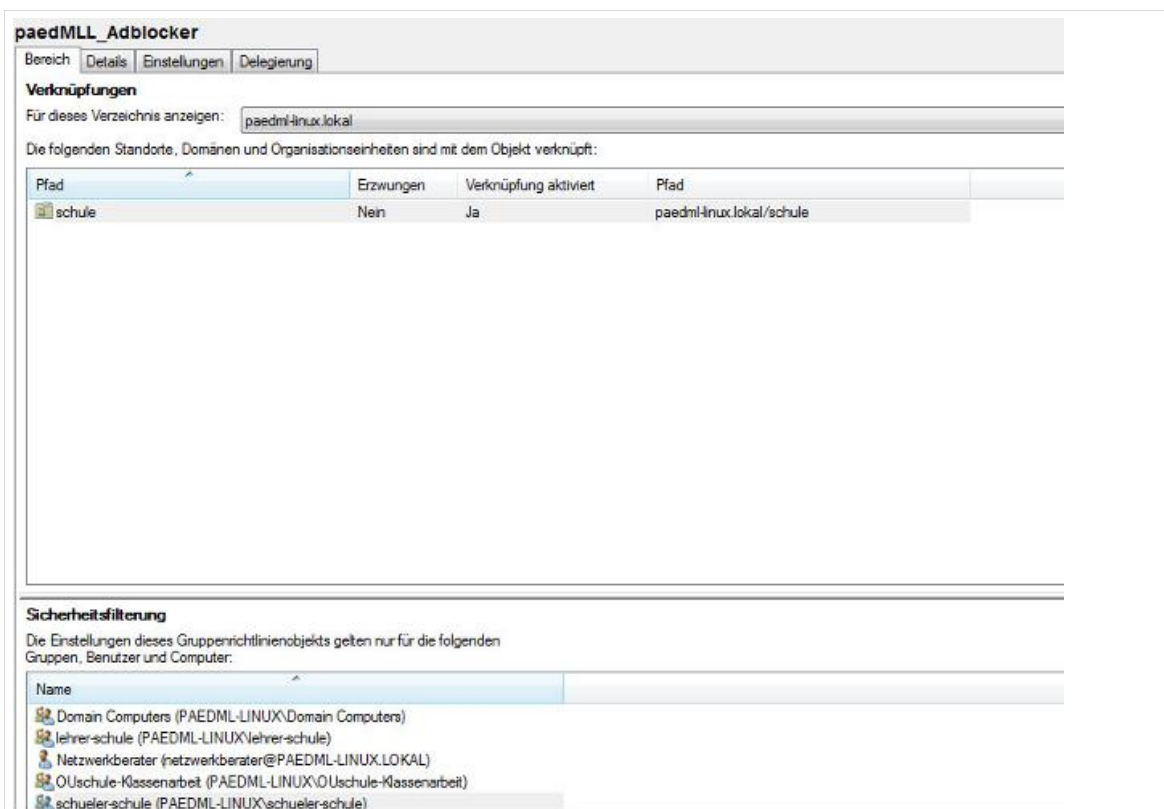 paedMLL_Adblocker
Bereich Details Einstellungen Delegierung
Verknüpfungen
Für dieses Verzeichnis anzeigen: paedml-linux.lokal
Die folgenden Standorte, Domänen und Organisationseinheiten sind mit dem Objekt verknüpft:
Pfad Erzwungen Verknüpfung aktiviert Pfad
schule Nein Ja paedml-linux.lokal/schule
Sicherheitsfilterung
Die Einstellungen dieses Gruppenrichtlinienobjekts gelten nur für die folgenden
Gruppen, Benutzer und Computer:
Name
Domain Computers (PAEDML-LINUX\Domain Computers)
lehrer-schule (PAEDML-LINUX\lehrer-schule)
Netzwerkberater (netzwerkberater@PAEDML-LINUX.LOKAL)
OUschule-Klassenarbeit (PAEDML-LINUX\OUschule-Klassenarbeit)
schueler-schule (PAEDML-LINUX\schueler-schule)